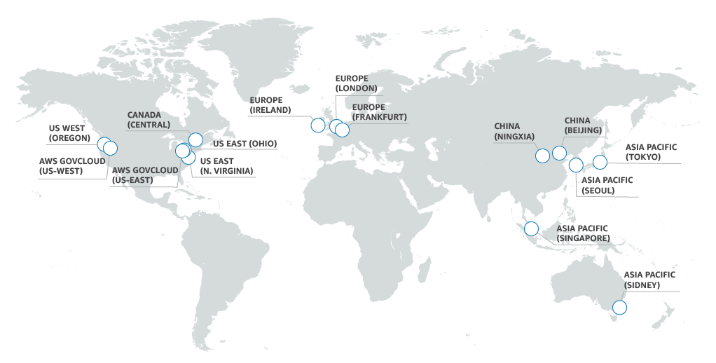 EUROPE
(LONDON)
EUROPE
(IRELAND)
EUROPE
(FRANKFURT)
CANADA
(CENTRAL)
US WEST
(OREGON)
US EAST (OHIO)
AWS GOVCLOUD
(US-WEST)
AWS GOVCLOUD
(US-EAST)
US EAST
(N. VIRGINIA)
CHINA
(NINGXIA)
CHINA
(BEIJING)
ASIA PACIFIC
(TOKYO)
ASIA PACIFIC
(SEOUL)
ASIA PACIFIC
(SINGAPORE)
ASIA PACIFIC
(SIDNEY)